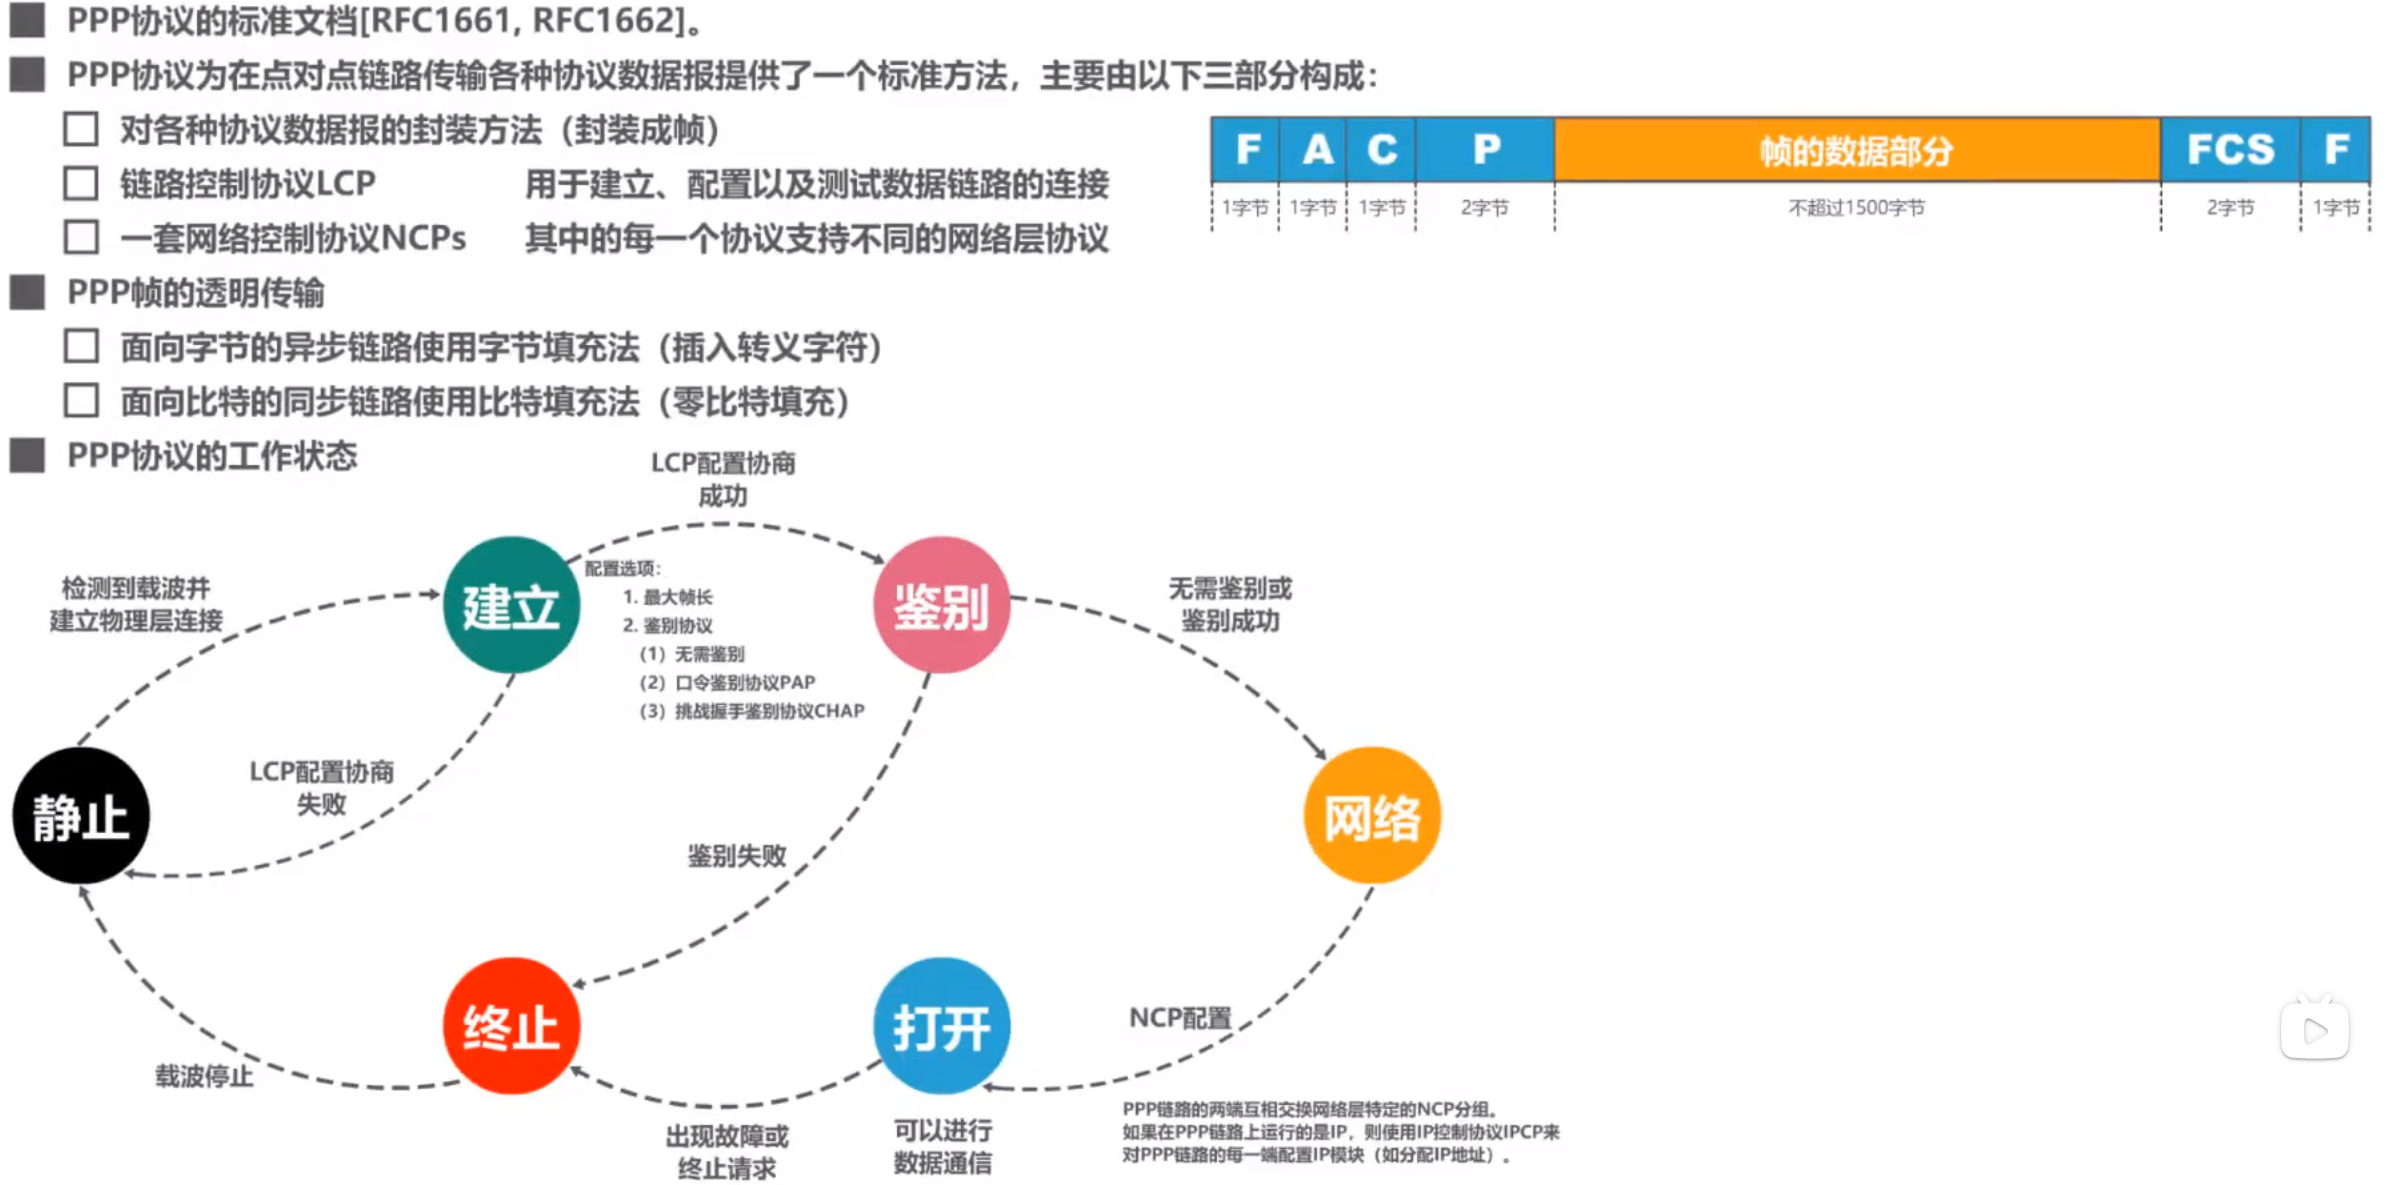 PPP协议的标准文档[RFC1661, RFC1662]。
PPP协议为在点对点链路传输各种协议数据报提供了一个标准方法，主要由以下三部分构成：
对各种协议数据报的封装方法（封装成帧）
链路控制协议LCP 用于建立、配置以及测试数据链路的连接
一套网络控制协议NCPs 其中的每一个协议支持不同的网络层协议
F A C P 帧的数据部分 FCS F
1字节 1字节 1字节 2字节 不超过1500字节 2字节 1字节
PPP帧的透明传输
面向字节的异步链路使用字节填充法（插入转义字符）
面向比特的同步链路使用比特填充法（零比特填充）
PPP协议的工作状态
LCP配置协商
成功
检测到载波并
建立物理层连接
建立
配置选项：
1. 最大帧长
2. 鉴别协议
（1）无需鉴别
（2）口令鉴别协议PAP
（3）挑战握手鉴别协议CHAP
鉴别
无需鉴别或
鉴别成功
静止
LCP配置协商
失败
鉴别失败
网络
终止
打开
NCP配置
载波停止
出现故障或
终止请求
可以进行
数据通信
PPP链路的两端互相交换网络层特定的NCP分组。
如果在PPP链路上运行的是IP，则使用IP控制协议IPCP来
对PPP链路的每一端配置IP模块（如分配IP地址）。